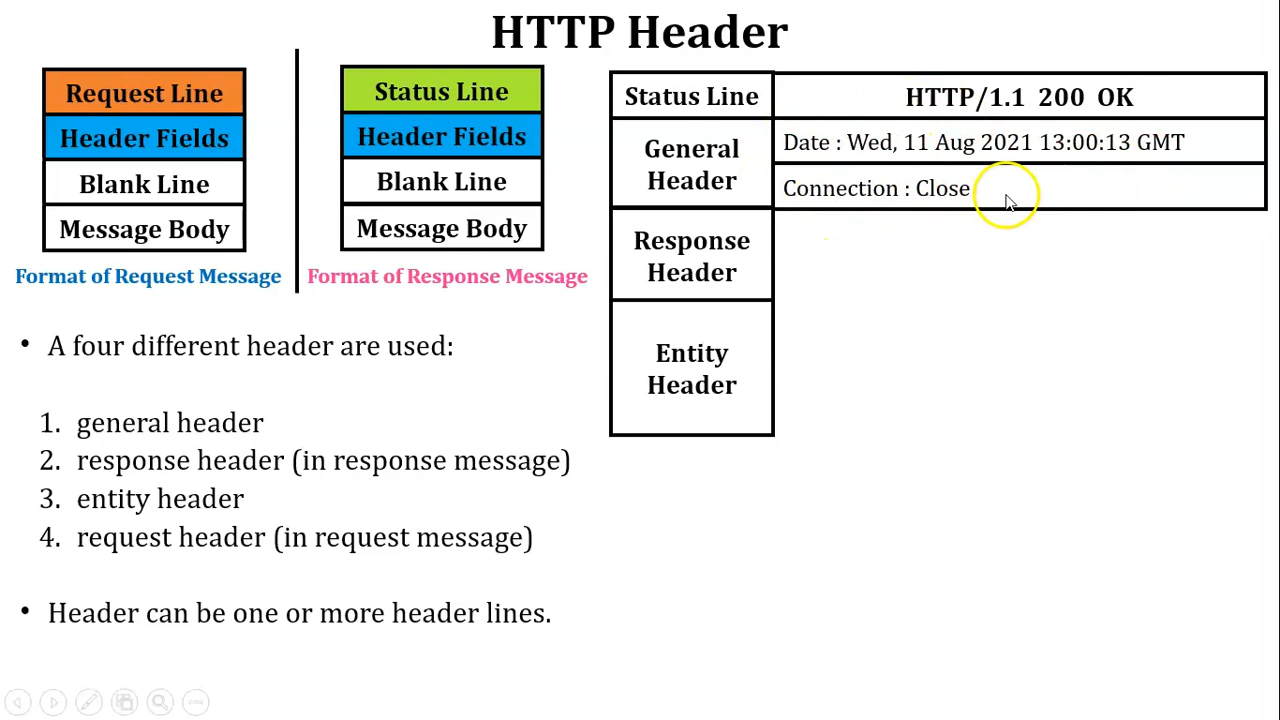 HTTP Header
Request Line
Header Fields
Blank Line
Message Body
Format of Request Message
Status Line
Header Fields
Blank Line
Message Body
Format of Response Message
Status Line
HTTP/1.1 200 OK
General
Header
Date : Wed, 11 Aug 2021 13:00:13 GMT
Connection : Close
Response
Header
Entity
Header
• A four different header are used:
1. general header
2. response header (in response message)
3. entity header
4. request header (in request message)
• Header can be one or more header lines.